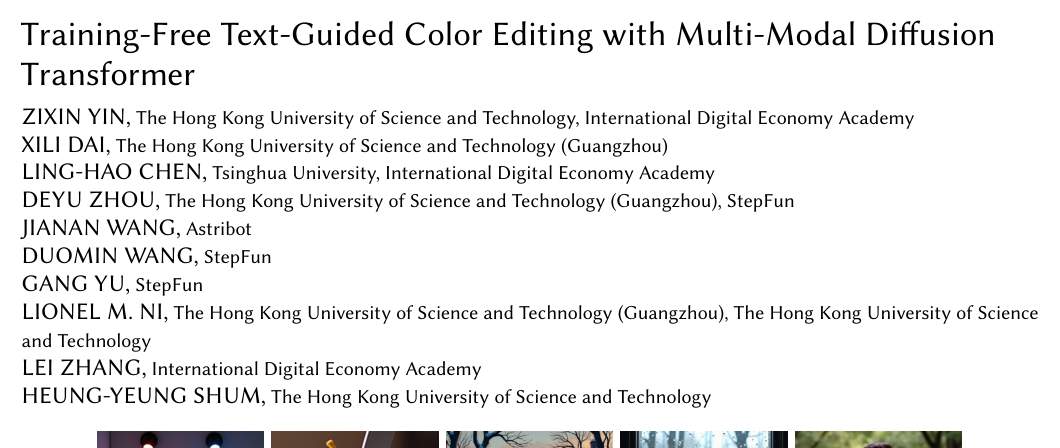 Training-Free Text-Guided Color Editing with Multi-Modal Diffusion
Transformer
ZIXIN YIN, The Hong Kong University of Science and Technology, International Digital Economy Academy
XILI DAI, The Hong Kong University of Science and Technology (Guangzhou)
LING-HAO CHEN, Tsinghua University, International Digital Economy Academy
DEYU ZHOU, The Hong Kong University of Science and Technology (Guangzhou), StepFun
JIANAN WANG, Astribot
DUOMIN WANG, StepFun
GANG YU, StepFun
LIONEL M. NI, The Hong Kong University of Science and Technology (Guangzhou), The Hong Kong University of Science
and Technology
LEI ZHANG, International Digital Economy Academy
HEUNG-YEUNG SHUM, The Hong Kong University of Science and Technology